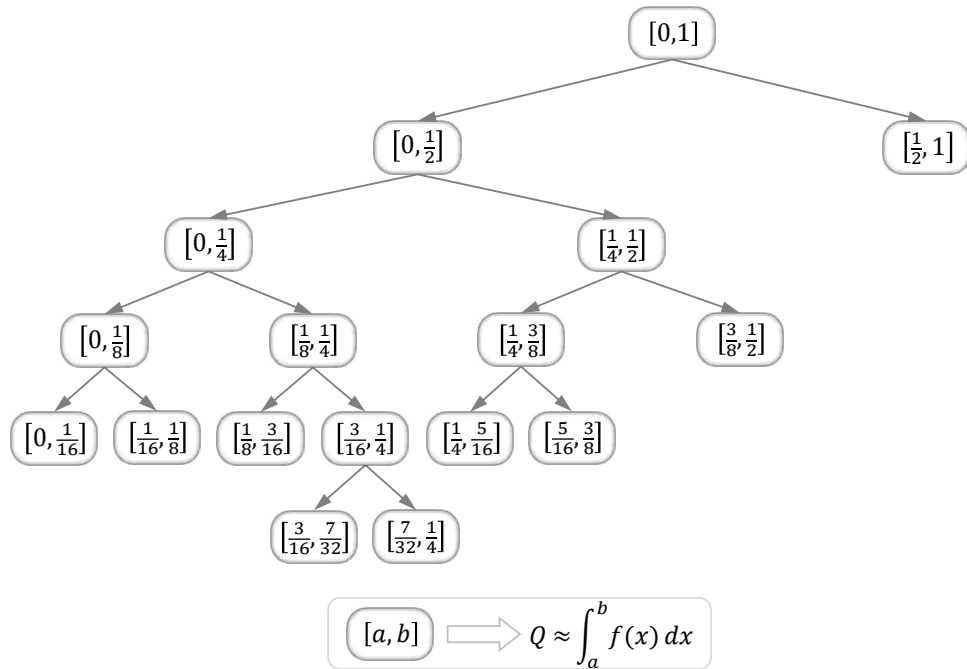 [0,1]
[0, 1/2] [1/2, 1]
[0, 1/4] [1/4, 1/2]
[0, 1/8] [1/8, 1/4] [1/4, 3/8] [3/8, 1/2]
[0, 1/16] [1/16, 1/8] [1/8, 3/16] [3/16, 1/4] [1/4, 5/16] [5/16, 3/8]
[3/16, 7/32] [7/32, 1/4]
[a, b] Q ≈ ∫_a^b f(x) dx